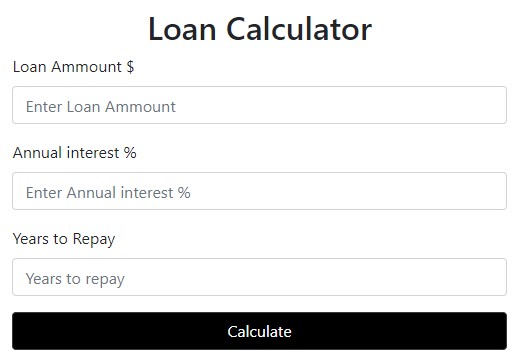 Loan Calculator
Loan Ammount $
Enter Loan Ammount
Annual interest %
Enter Annual interest %
Years to Repay
Years to repay
Calculate